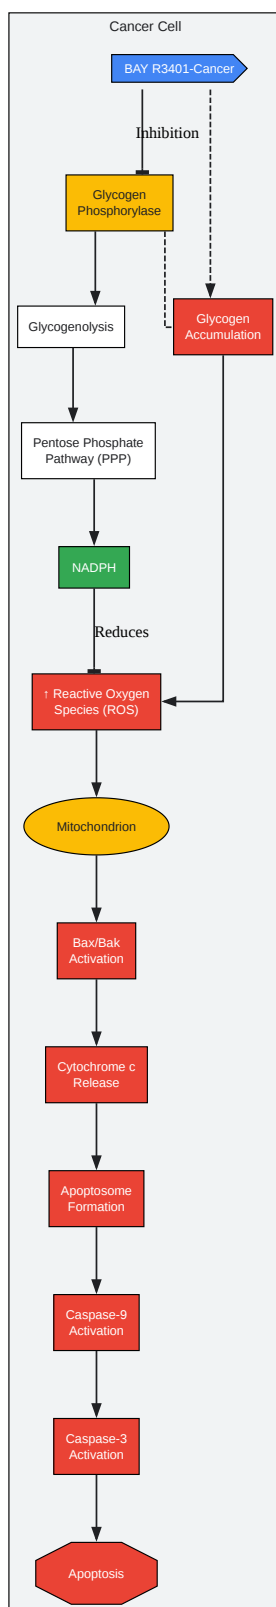 Cancer Cell
BAY R3401-Cancer
Inhibition
Glycogen
Phosphorylase
Glycogenolysis
Glycogen
Accumulation
Pentose Phosphate
Pathway (PPP)
NADPH
Reduces
↑ Reactive Oxygen
Species (ROS)
Mitochondrion
Bax/Bak
Activation
Cytochrome c
Release
Apoptosome
Formation
Caspase-9
Activation
Caspase-3
Activation
Apoptosis